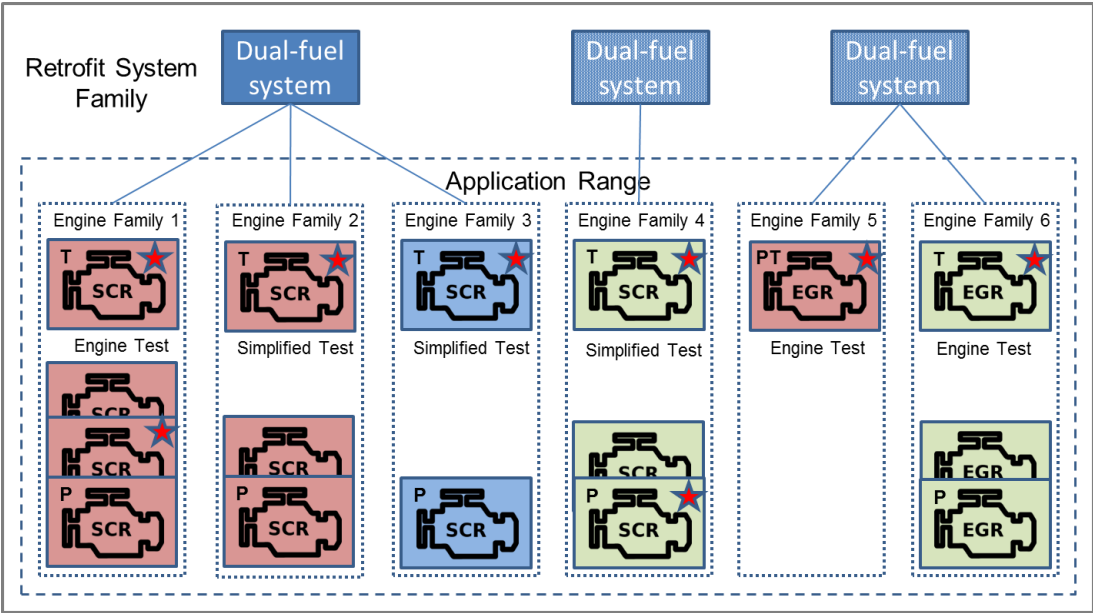 Retrofit System
Family
Dual-fuel
system
Dual-fuel
system
Dual-fuel
system
Application Range
Engine Family 1
Engine Family 2
Engine Family 3
Engine Family 4
Engine Family 5
Engine Family 6
T
SCR
T
SCR
T
SCR
T
SCR
PT
EGR
T
EGR
Engine Test
Simplified Test
Simplified Test
Simplified Test
Engine Test
Engine Test
SCR
SCR
P
SCR
SCR
P
SCR
P
SCR
SCR
P
SCR
EGR
P
EGR